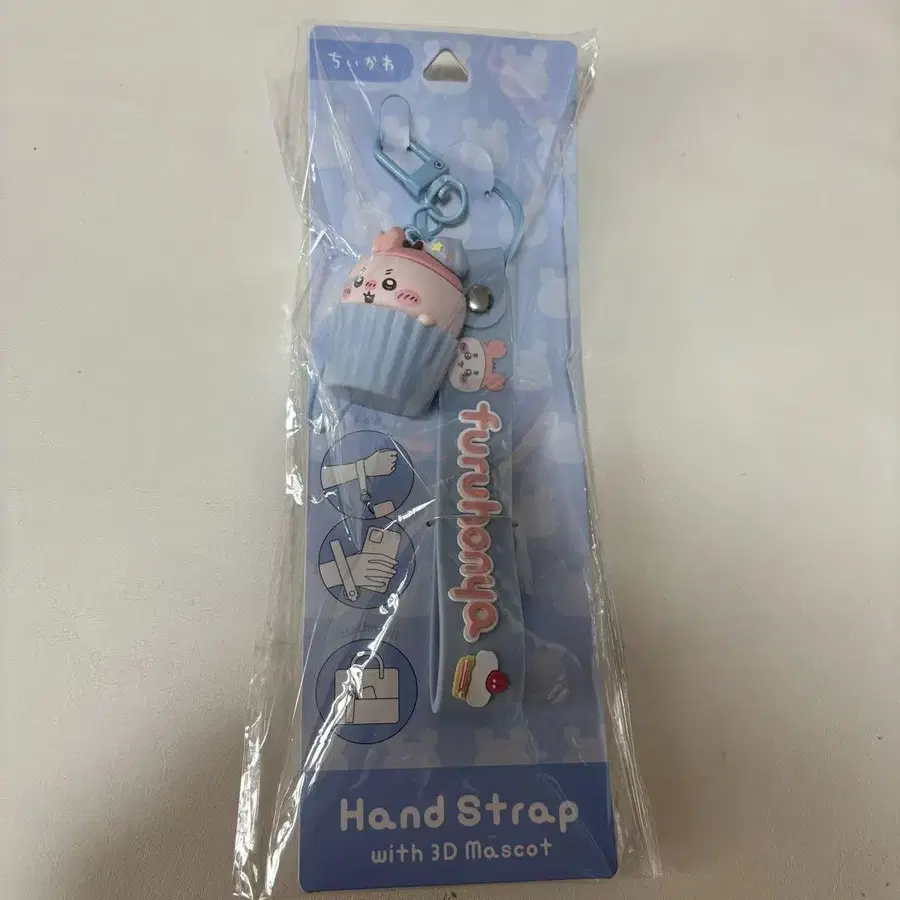 ちいかわ
furuhonya
Hand Strap
with 3D Mascot